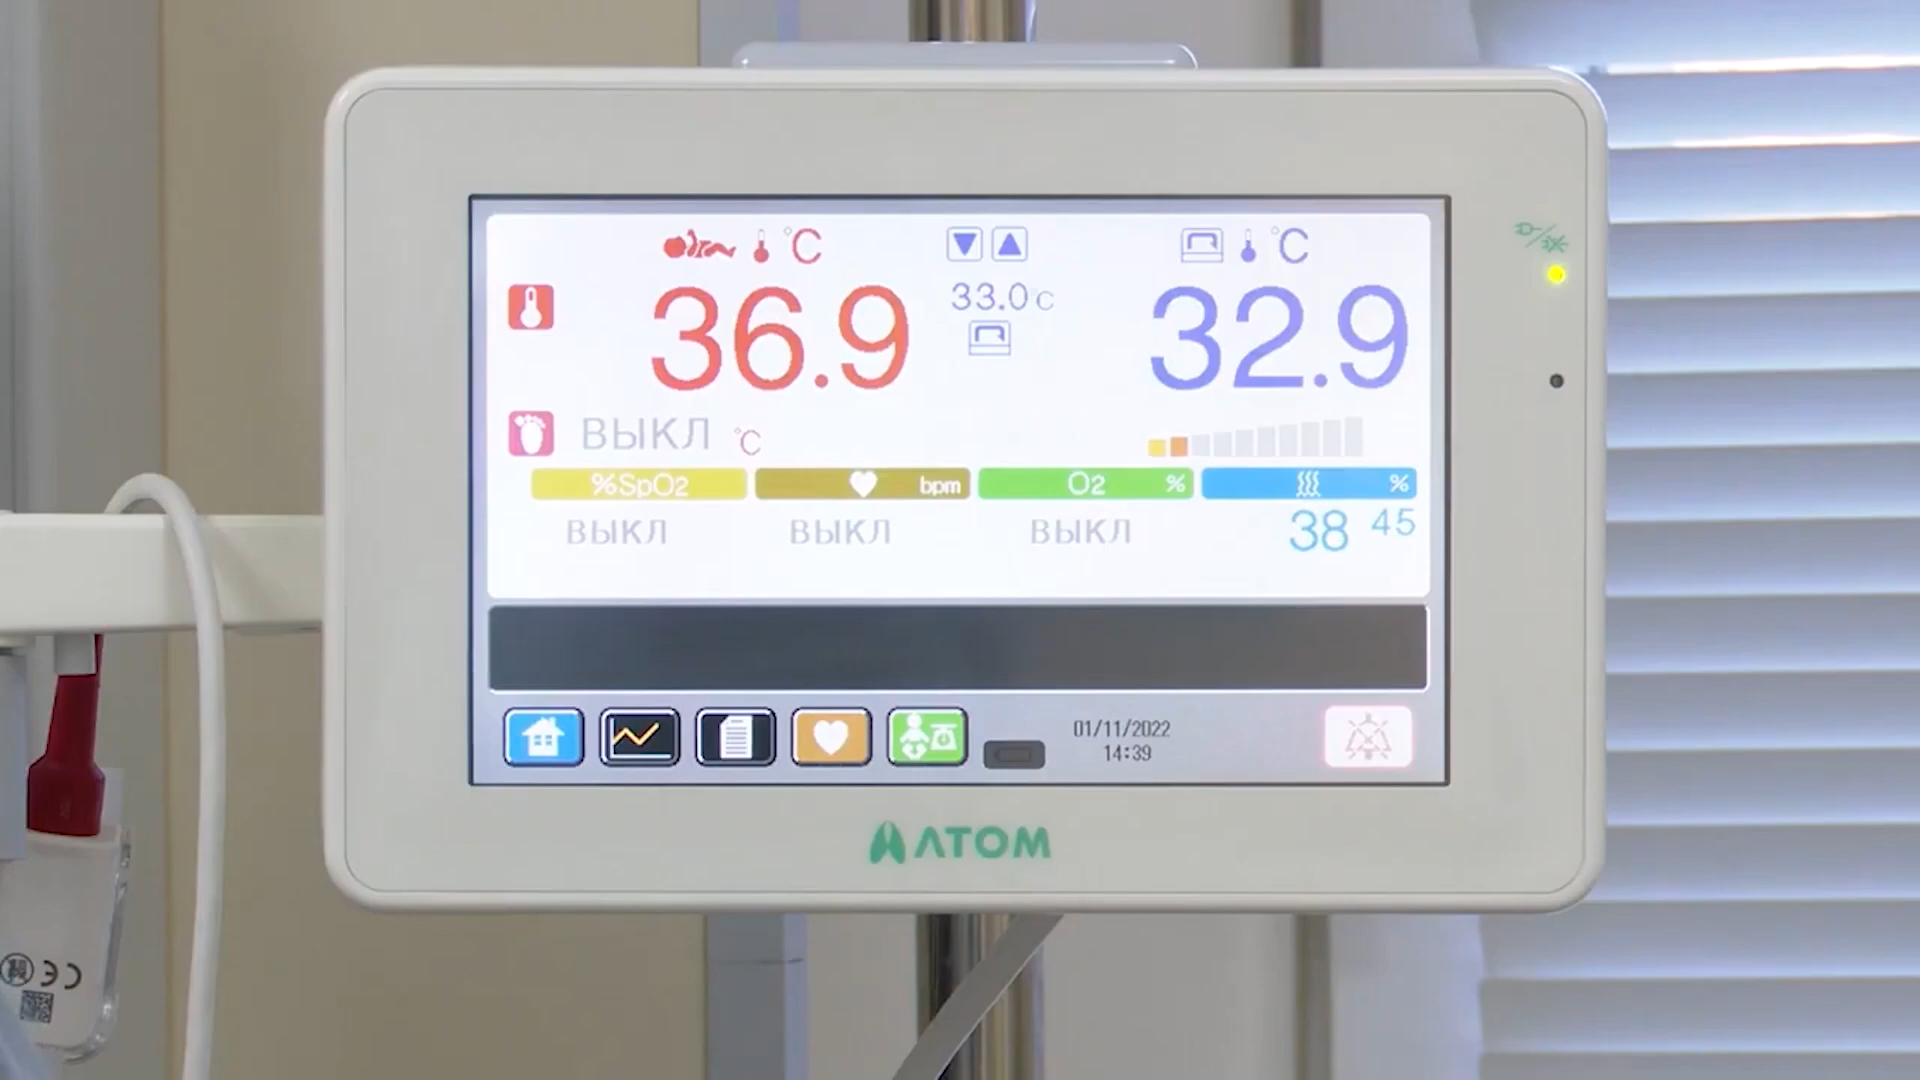 °C
°C
36.9
33.0°C
32.9
ВЫКЛ °C
%SpO2
bpm
O2 %
%
ВЫКЛ
ВЫКЛ
ВЫКЛ
38 45
01/11/2022
14:39
ATOM
CE